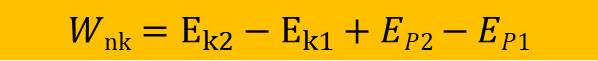 W_nk = E_k2 − E_k1 + E_P2 − E_P1